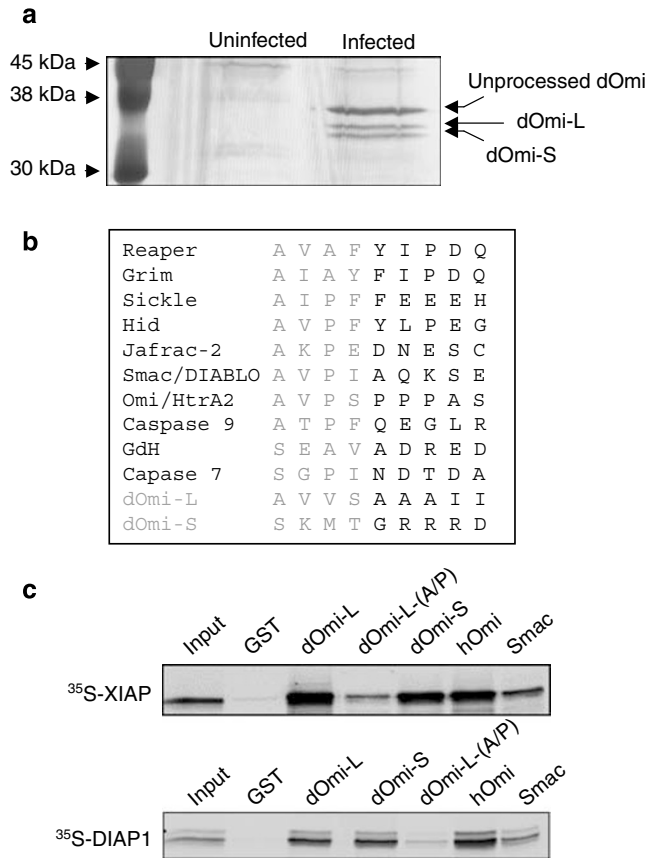 a
Uninfected Infected
45 kDa
38 kDa
30 kDa
Unprocessed dOmi
dOmi-L
dOmi-S
b
Reaper A V A F Y I P D Q
Grim A I A Y F I P D Q
Sickle A I P F F E E E H
Hid A V P F Y L P E G
Jafrac-2 A K P E D N E S C
Smac/DIABLO A V P I A Q K S E
Omi/HtrA2 A V P S P P P A S
Caspase 9 A T P F Q E G L R
GdH S E A V A D R E D
Capase 7 S G P I N D T D A
dOmi-L A V V S A A A I I
dOmi-S S K M T G R R R D
c
Input GST dOmi-L dOmi-L-(A/P) dOmi-S hOmi Smac
³⁵S-XIAP
Input GST dOmi-L dOmi-S dOmi-L-(A/P) hOmi Smac
³⁵S-DIAP1